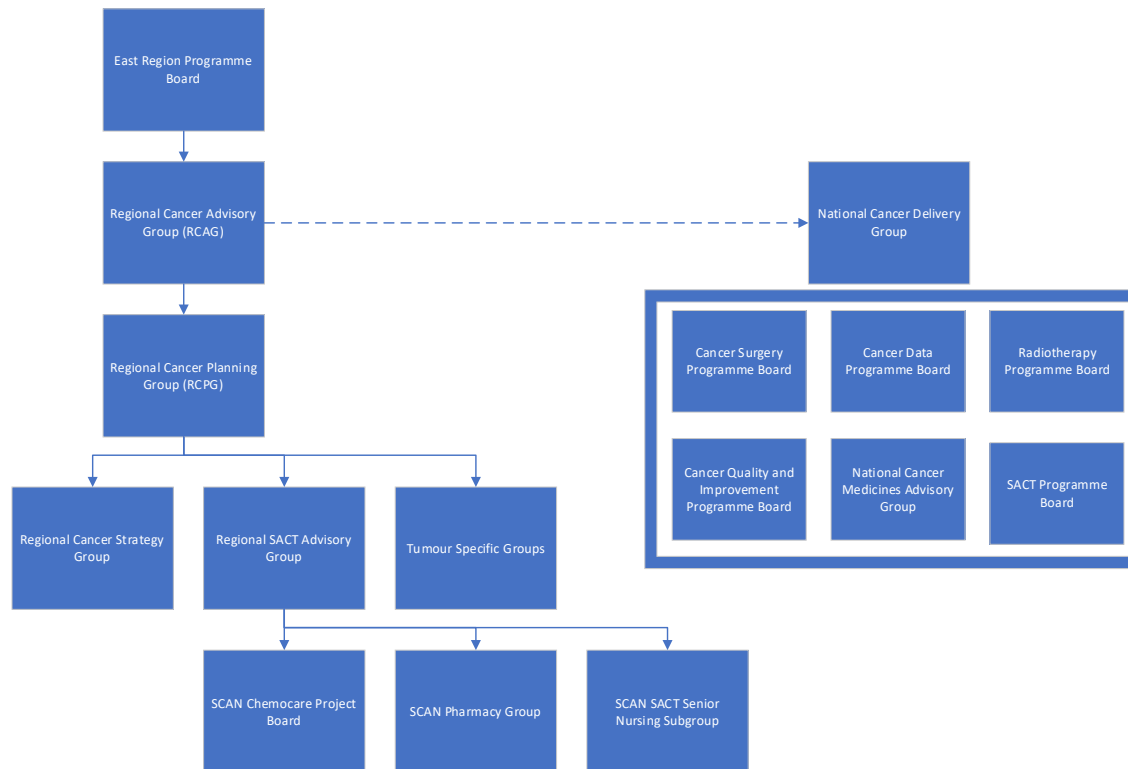 East Region Programme
Board
Regional Cancer Advisory
Group (RCAG)
National Cancer Delivery
Group
Regional Cancer Planning
Group (RCPG)
Cancer Surgery
Programme Board
Cancer Data
Programme Board
Radiotherapy
Programme Board
Cancer Quality and
Improvement
Programme Board
National Cancer
Medicines Advisory
Group
SACT Programme
Board
Regional Cancer Strategy
Group
Regional SACT Advisory
Group
Tumour Specific Groups
SCAN Chemocare Project
Board
SCAN Pharmacy Group
SCAN SACT Senior
Nursing Subgroup